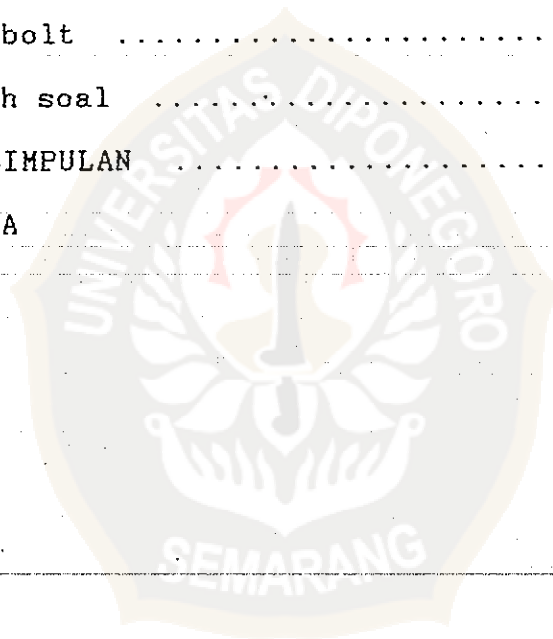 bolt ........................
h soal ......................
IMPULAN .....................
A
UNIVERSITAS DIPONEGORO
SEMARANG